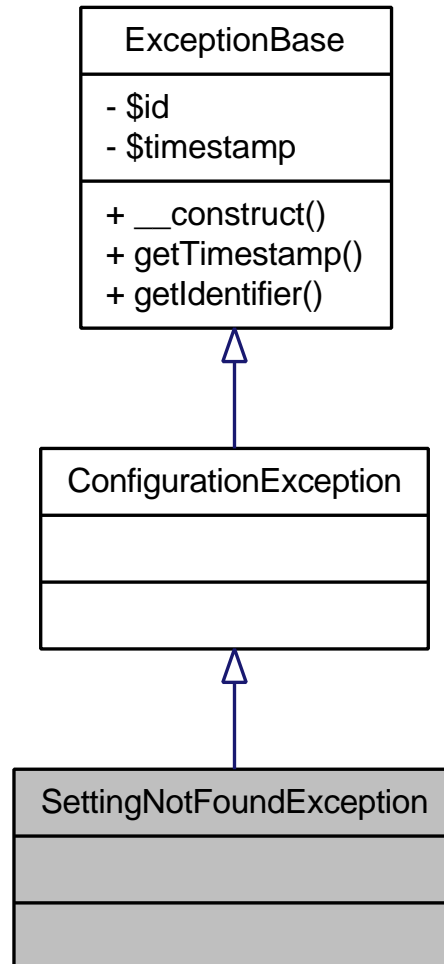 ExceptionBase
- $id
- $timestamp
+ __construct()
+ getTimestamp()
+ getIdentifier()
ConfigurationException
SettingNotFoundException